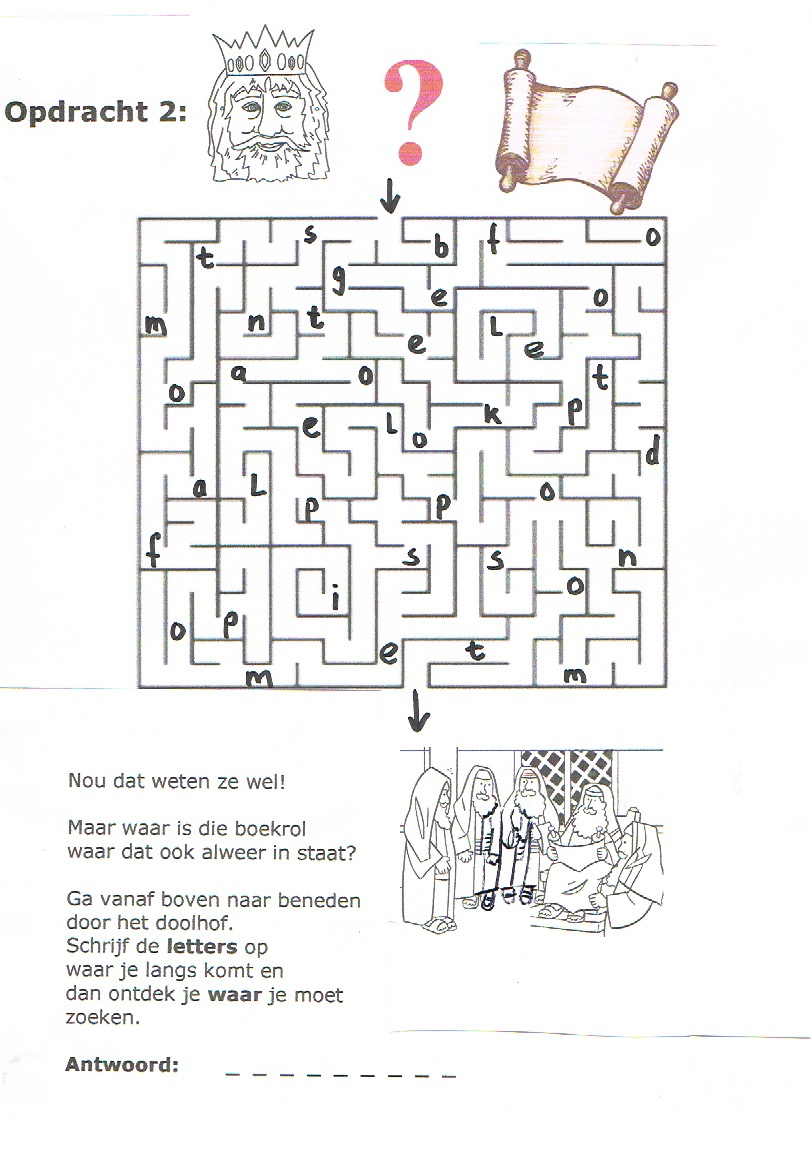 Opdracht 2:
?
s b f o
t
g e o
m n t L
e e
a o t
o
e L o k p
d
a L o
p p
f s s n
i o
o p
e t
m m
Nou dat weten ze wel!
Maar waar is die boekrol
waar dat ook alweer in staat?
Ga vanaf boven naar beneden
door het doolhof.
Schrijf de letters op
waar je langs komt en
dan ontdek je waar je moet
zoeken.
Antwoord: _ _ _ _ _ _ _ _ _